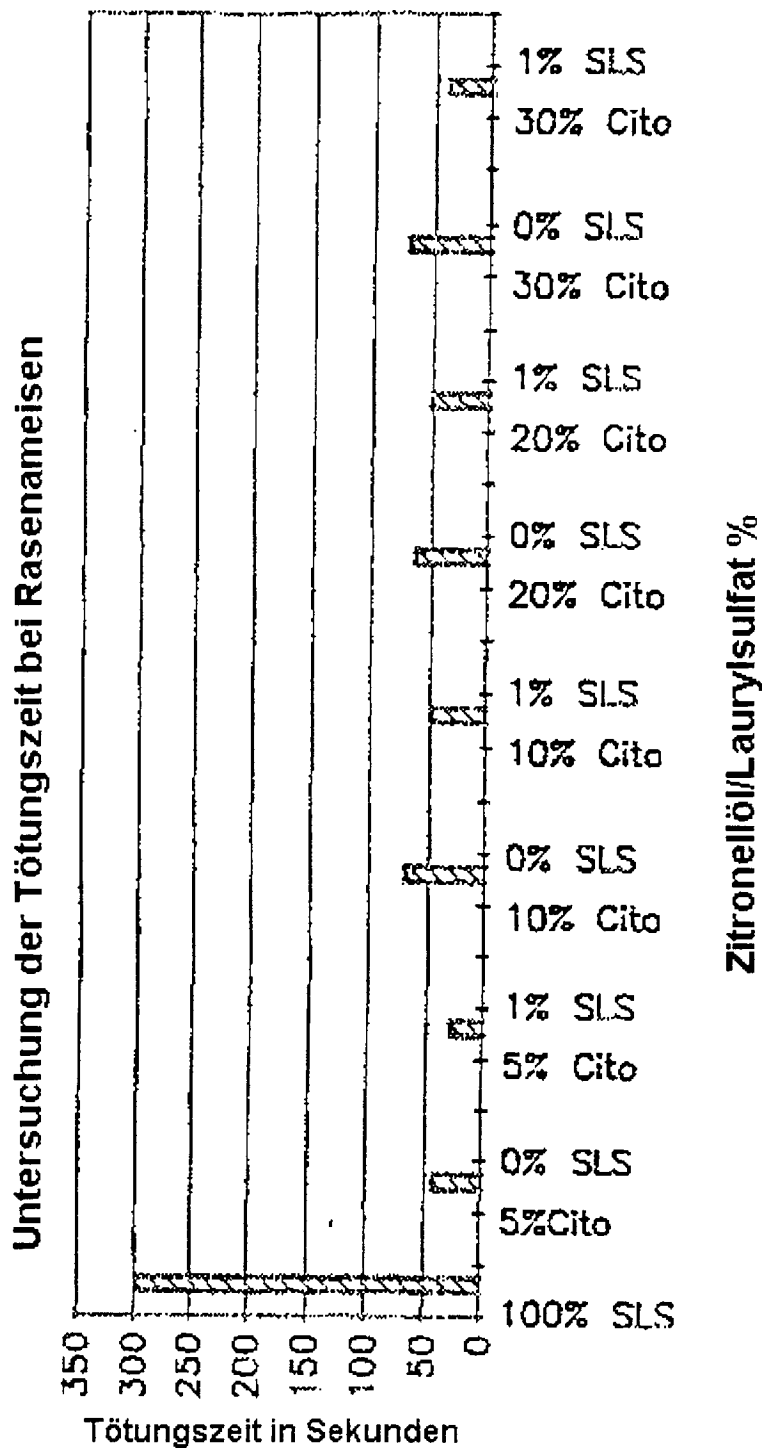 Untersuchung der Tötungszeit bei Rasenameisen
1% SLS
30% Cito
0% SLS
30% Cito
1% SLS
20% Cito
0% SLS
20% Cito
1% SLS
10% Cito
0% SLS
10% Cito
1% SLS
5% Cito
0% SLS
5%Cito
100% SLS
350
300
250
200
150
100
50
0
Tötungszeit in Sekunden
Zitronellöl/Laurylsulfat %